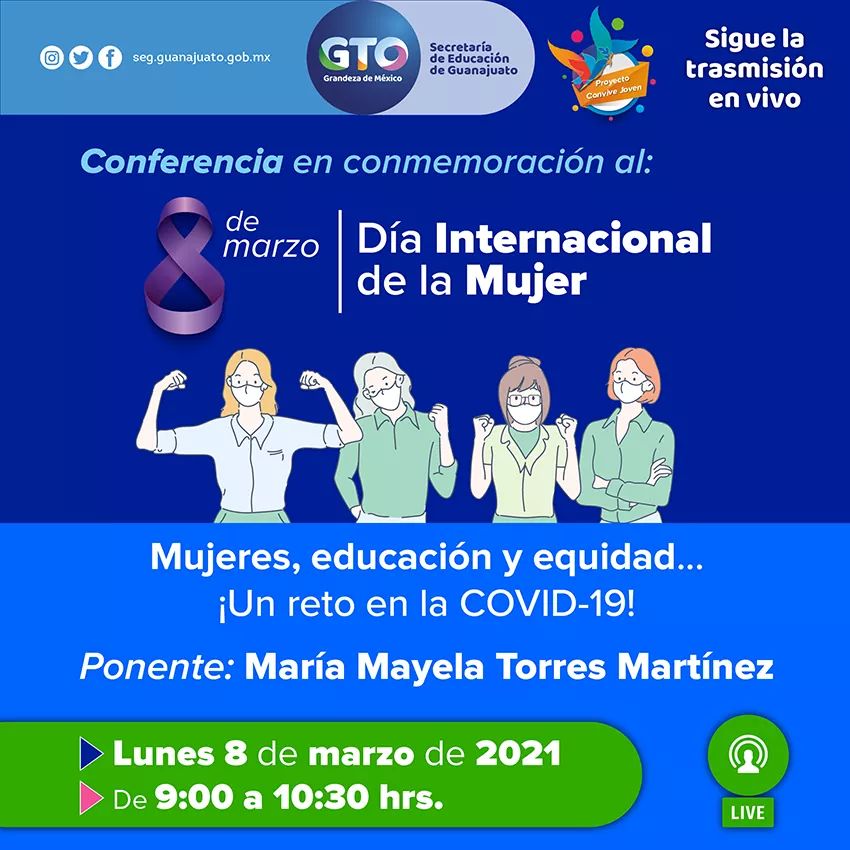 seg.guanajuato.gob.mx
GTO
Grandeza de México
Secretaría
de Educación
de Guanajuato
Proyecto
Convive Joven
Sigue la
trasmisión
en vivo
Conferencia en conmemoración al:
8 de
marzo
Día Internacional
de la Mujer
Mujeres, educación y equidad...
¡Un reto en la COVID-19!
Ponente: María Mayela Torres Martínez
Lunes 8 de marzo de 2021
De 9:00 a 10:30 hrs.
LIVE